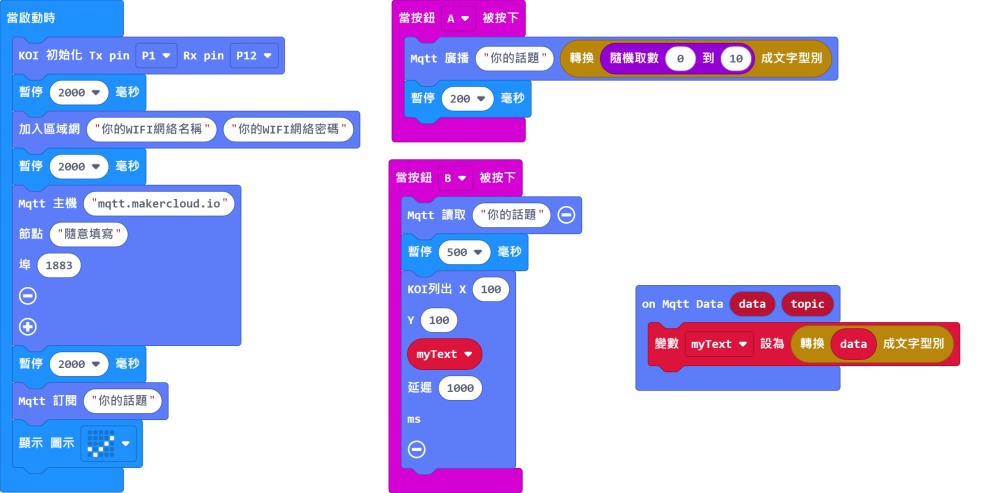 當啟動時
KOI 初始化 Tx pin P1 Rx pin P12
暫停 2000 毫秒
加入區域網 "你的WIFI網絡名稱" "你的WIFI網絡密碼"
暫停 2000 毫秒
Mqtt 主機 "mqtt.makercloud.io"
節點 "隨意填寫"
埠 1883
暫停 2000 毫秒
Mqtt 訂閱 "你的話題"
顯示 圖示
當按鈕 A 被按下
Mqtt 廣播 "你的話題" 轉換 隨機取數 0 到 10 成文字型別
暫停 200 毫秒
當按鈕 B 被按下
Mqtt 讀取 "你的話題"
暫停 500 毫秒
KOI列出 X 100
Y 100
myText
延遲 1000
ms
on Mqtt Data data topic
變數 myText 設為 轉換 data 成文字型別